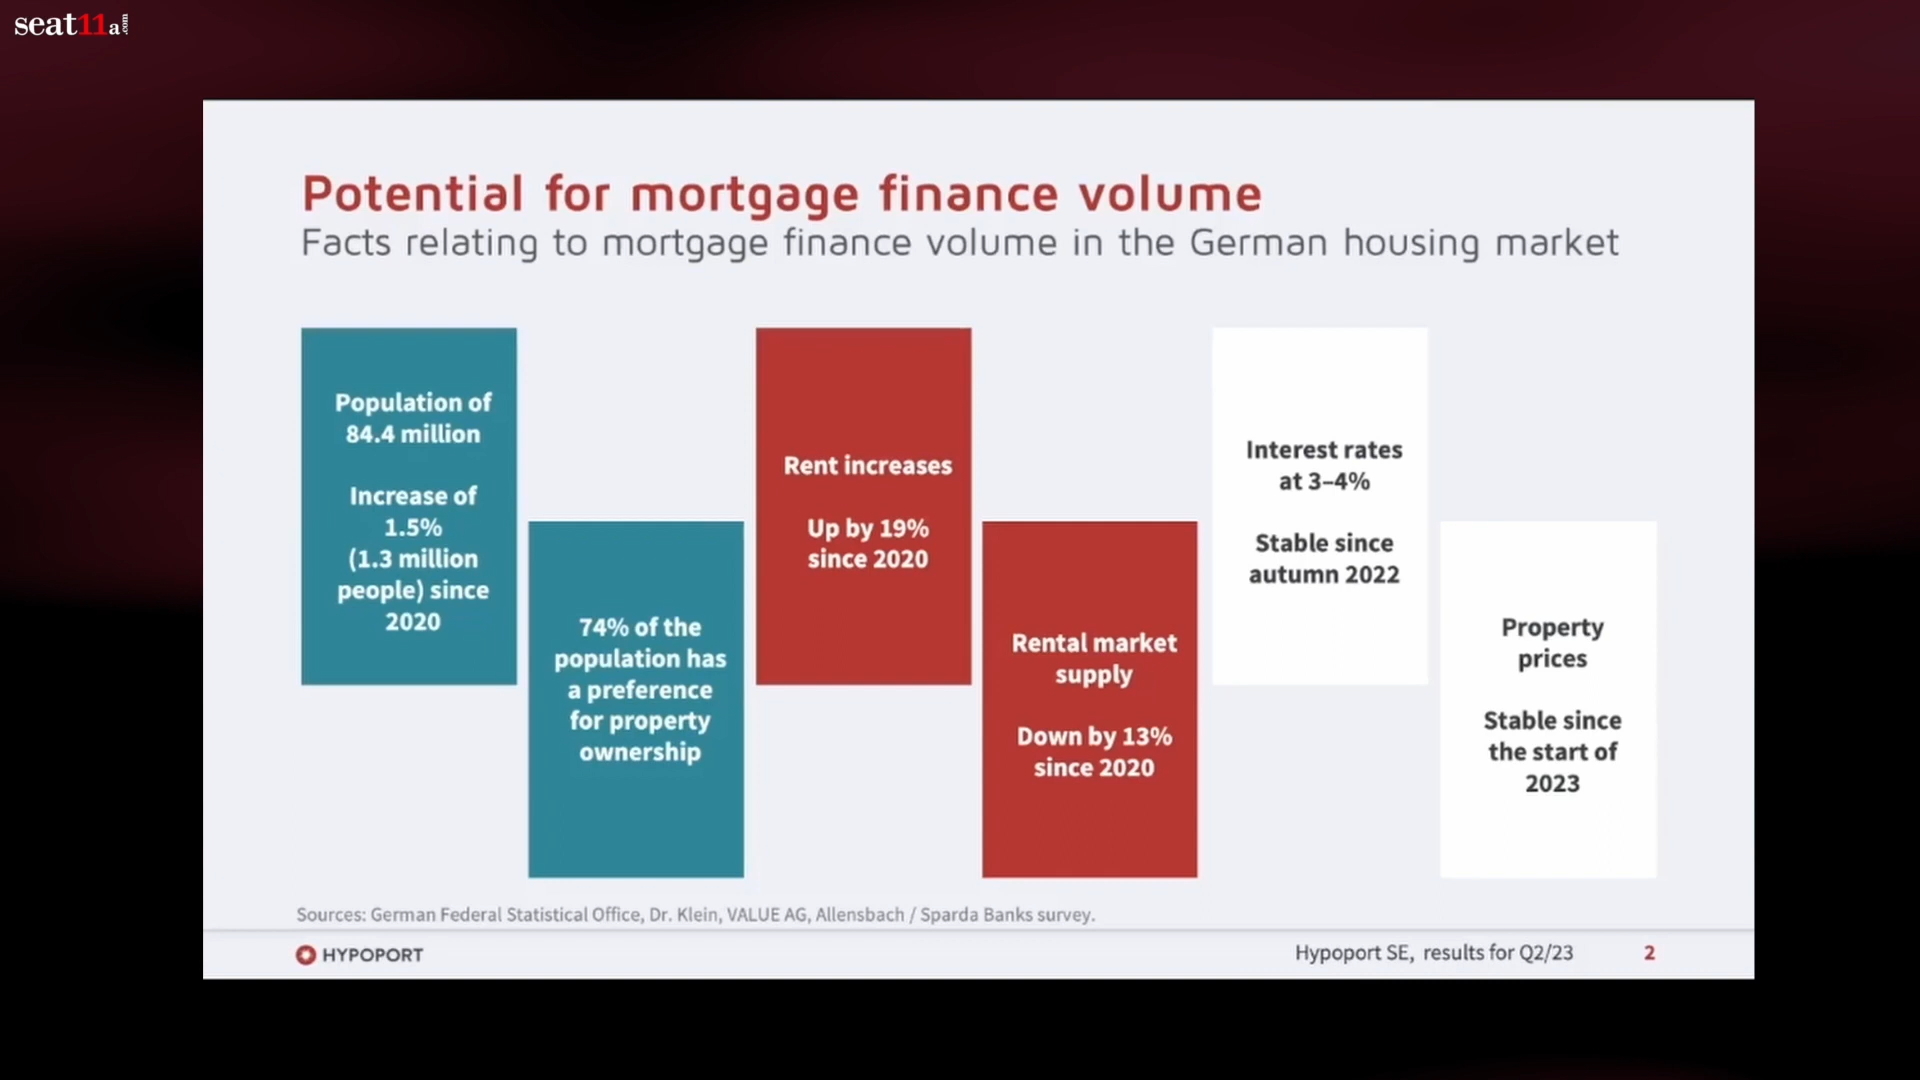 seat11a.com
Potential for mortgage finance volume
Facts relating to mortgage finance volume in the German housing market
Population of
84.4 million
Increase of
1.5%
(1.3 million
people) since
2020
74% of the
population has
a preference
for property
ownership
Rent increases
Up by 19%
since 2020
Rental market
supply
Down by 13%
since 2020
Interest rates
at 3–4%
Stable since
autumn 2022
Property
prices
Stable since
the start of
2023
Sources: German Federal Statistical Office, Dr. Klein, VALUE AG, Allensbach / Sparda Banks survey.
HYPOPORT
Hypoport SE, results for Q2/23
2